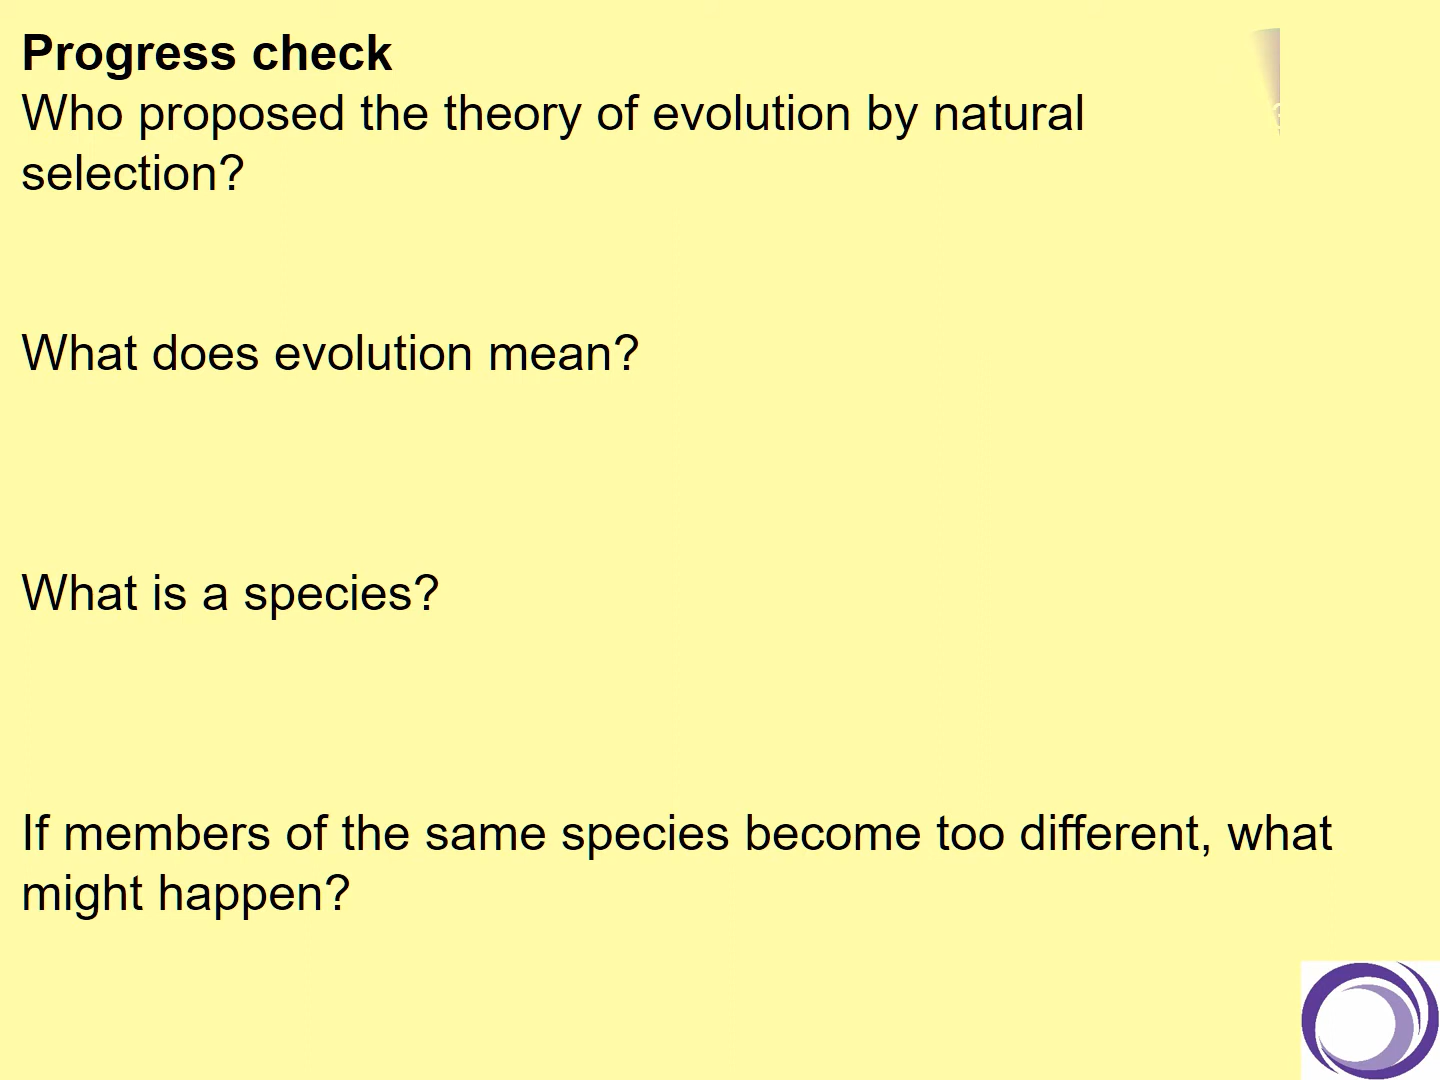 Progress check
Who proposed the theory of evolution by natural
selection?
What does evolution mean?
What is a species?
If members of the same species become too different, what
might happen?